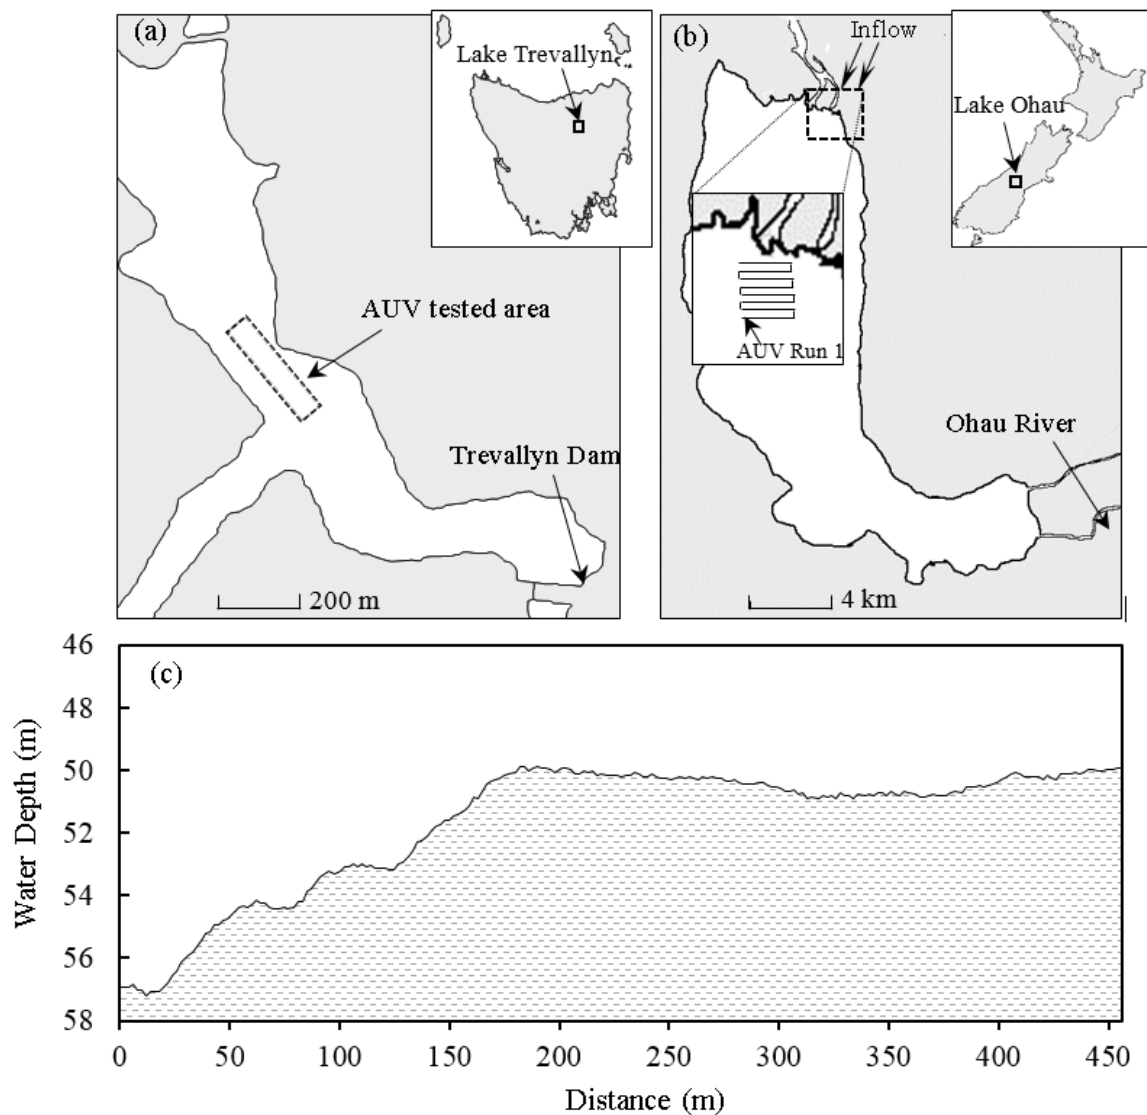 (a)
Lake Trevallyn
AUV tested area
Trevallyn Dam
200 m
(b)
Inflow
Lake Ohau
AUV Run 1
Ohau River
4 km
(c)
Water Depth (m)
46
48
50
52
54
56
58
0 50 100 150 200 250 300 350 400 450
Distance (m)